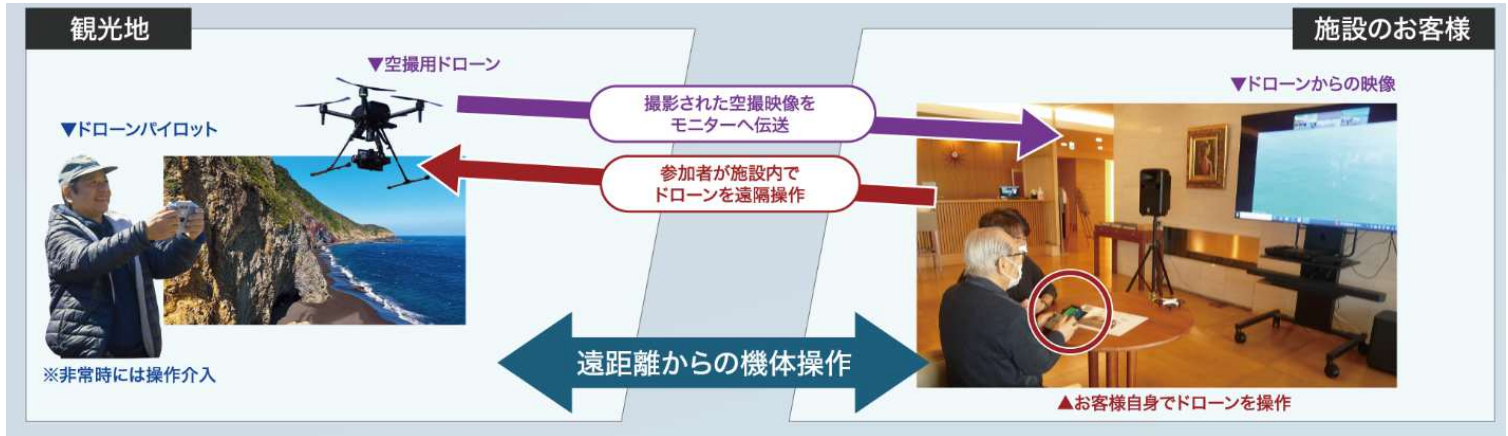 観光地
▼空撮用ドローン
▼ドローンパイロット
※非常時には操作介入
撮影された空撮映像を
モニターへ伝送
参加者が施設内で
ドローンを遠隔操作
遠距離からの機体操作
施設のお客様
▼ドローンからの映像
▲お客様自身でドローンを操作